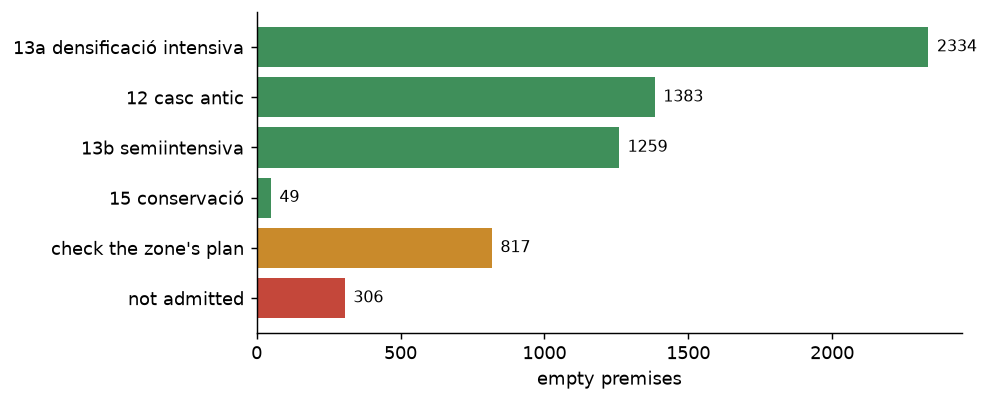 13a densificació intensiva 2334
12 casc antic 1383
13b semiintensiva 1259
15 conservació 49
check the zone's plan 817
not admitted 306
0 500 1000 1500 2000
empty premises